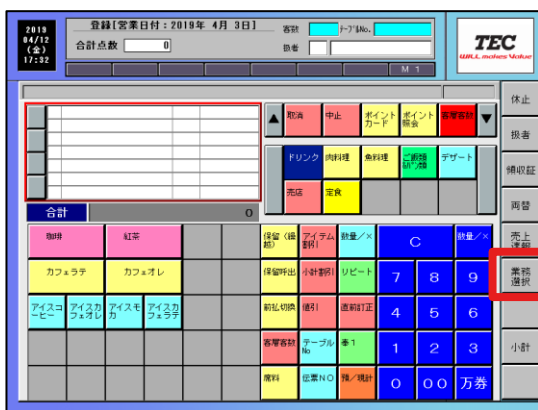 2019
04/12
(金)
17:32
登録[営業日付:2019年 4月 3日]
合計点数 0
客数
ﾃｰﾌﾞﾙNo.
扱者
M 1
TEC
WILL makes Value
休止
扱者
領収証
両替
売上
速報
業務
選択
小計
▲ 取消 中止 ポイント
カード ポイント
照会 客層客数 ▼
ドリンク 肉料理 魚料理 デザート
売店 定食
合計 0
珈琲 紅茶
カフェラテ カフェオレ
アイスコ
ーヒー アイスカ
フェオレ アイスモ
カ アイスカ
フェラテ
保留(繰
越) アイテム
割引 数量/× C 数量/×
保留呼出 小計割引 リピート 7 8 9
前払切換 値引 直前訂正 4 5 6
客層客数 テーブル
No 奉1 1 2 3
席料 伝票NO 預/現計 0 00 万券